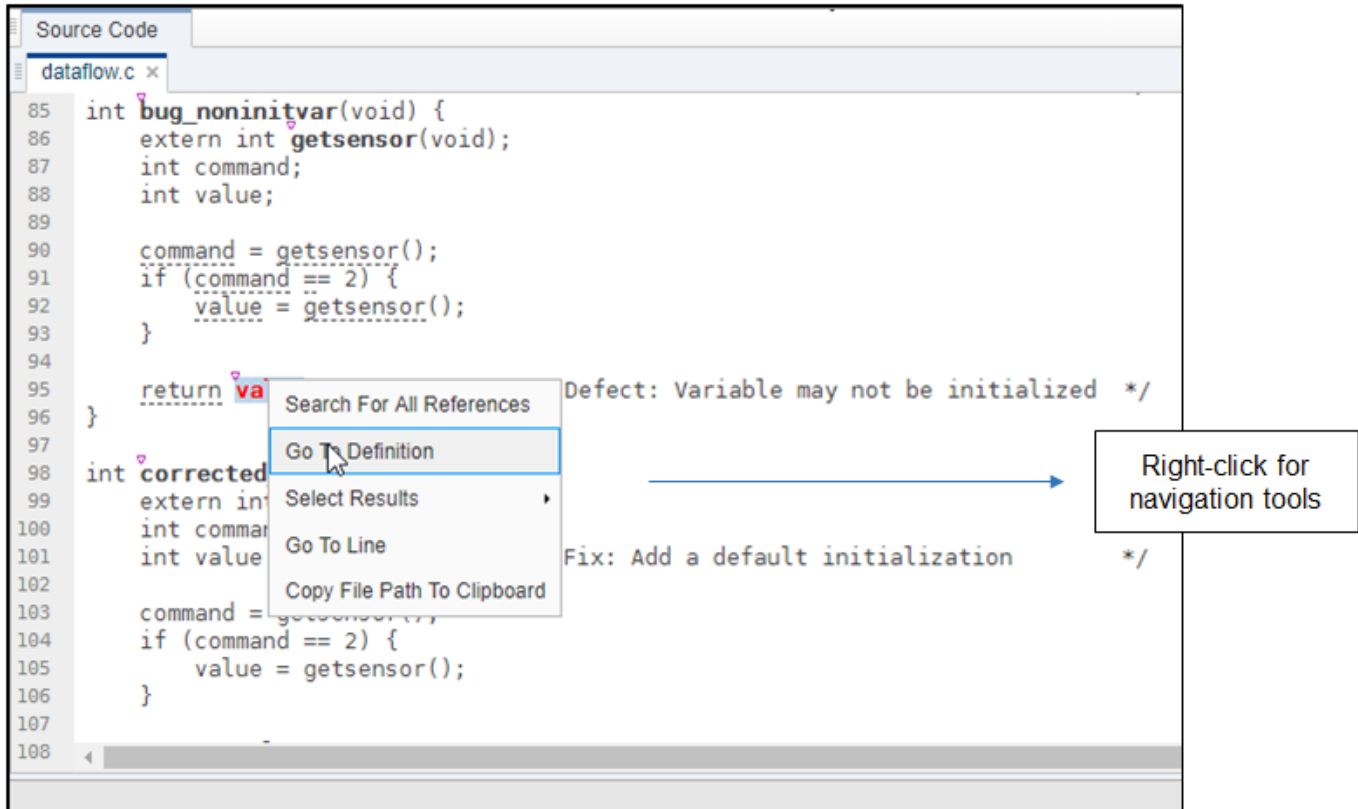 Source Code
dataflow.c ×
85 int bug_noninitvar(void) {
86 extern int getsensor(void);
87 int command;
88 int value;
89
90 command = getsensor();
91 if (command == 2) {
92 value = getsensor();
93 }
94
95 return va Defect: Variable may not be initialized */
96 }
97
98 int corrected
99 extern int
100 int comman
101 int value Fix: Add a default initialization */
102
103 command = getsensor();
104 if (command == 2) {
105 value = getsensor();
106 }
107
108
Search For All References
Go To Definition
Select Results
Go To Line
Copy File Path To Clipboard
Right-click for
navigation tools